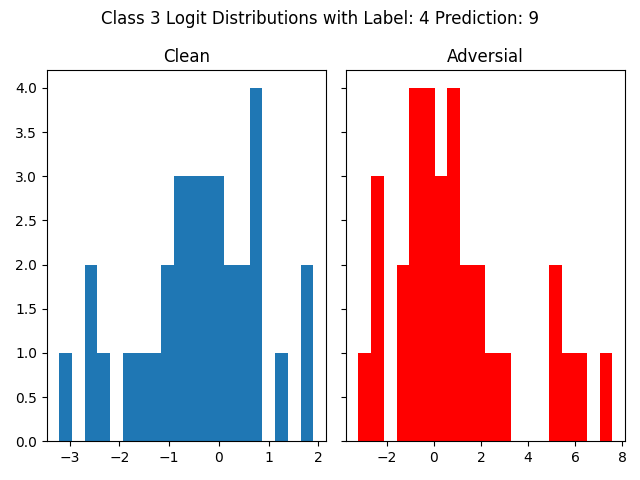 Class 3 Logit Distributions with Label: 4 Prediction: 9
Clean
Adversial
4.0
3.5
3.0
2.5
2.0
1.5
1.0
0.5
0.0
−3 −2 −1 0 1 2
−2 0 2 4 6 8